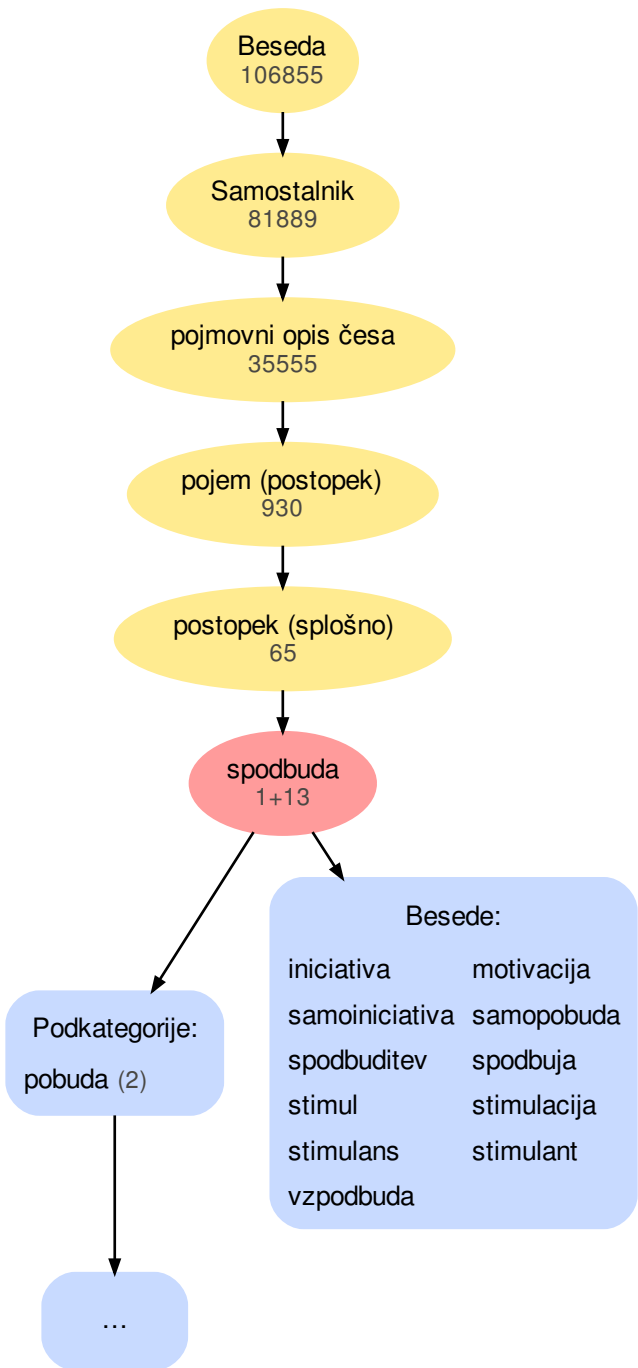 Beseda
106855
Samostalnik
81889
pojmovni opis česa
35555
pojem (postopek)
930
postopek (splošno)
65
spodbuda
1+13
Podkategorije:
pobuda (2)
...
Besede:
iniciativa motivacija
samoiniciativa samopobuda
spodbuditev spodbuja
stimul stimulacija
stimulans stimulant
vzpodbuda